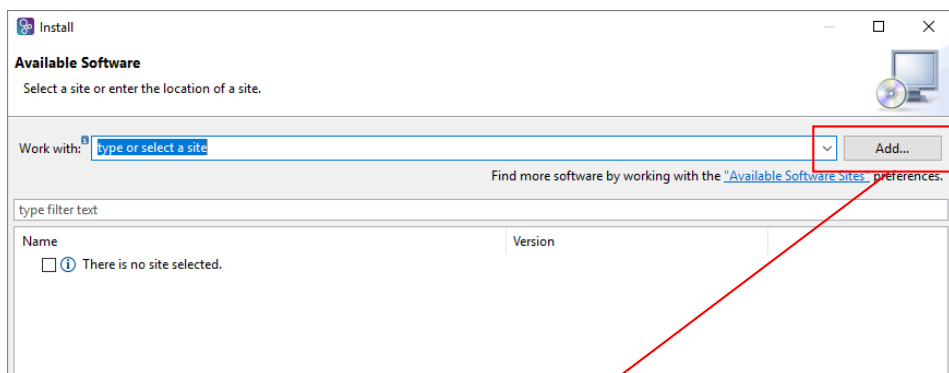 Install
Available Software
Select a site or enter the location of a site.
Work with: type or select a site Add...
Find more software by working with the "Available Software Sites" preferences.
type filter text
Name Version
There is no site selected.